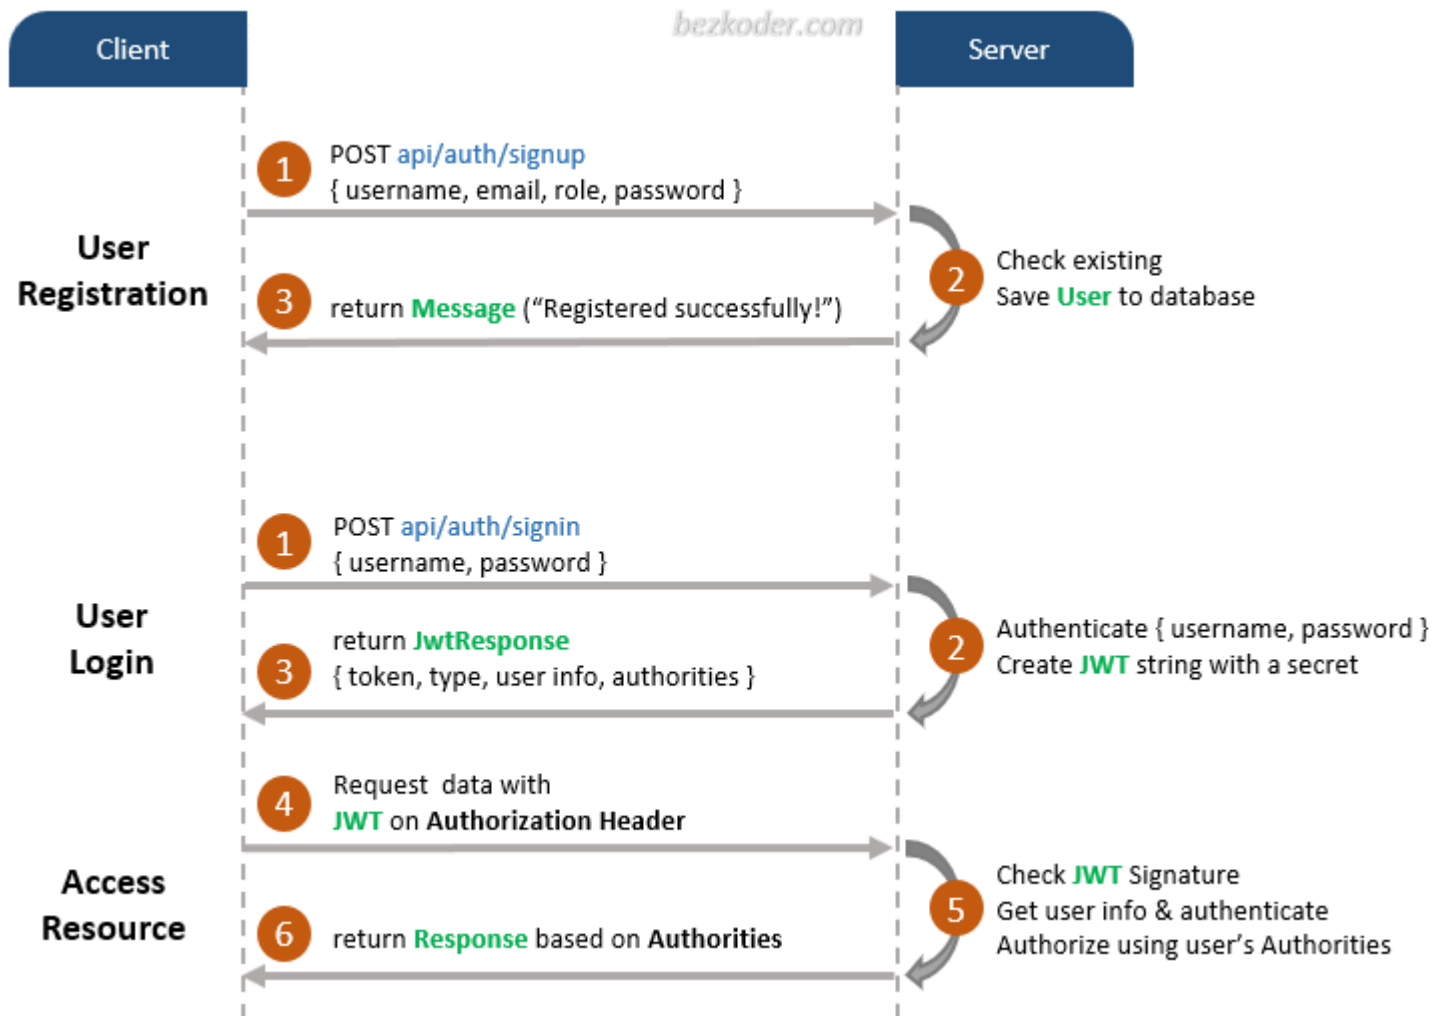 bezkoder.com
Client
Server
User
Registration
1
POST api/auth/signup
{ username, email, role, password }
2
Check existing
Save User to database
3
return Message (“Registered successfully!”)
User
Login
1
POST api/auth/signin
{ username, password }
2
Authenticate { username, password }
Create JWT string with a secret
3
return JwtResponse
{ token, type, user info, authorities }
Access
Resource
4
Request data with
JWT on Authorization Header
5
Check JWT Signature
Get user info & authenticate
Authorize using user’s Authorities
6
return Response based on Authorities